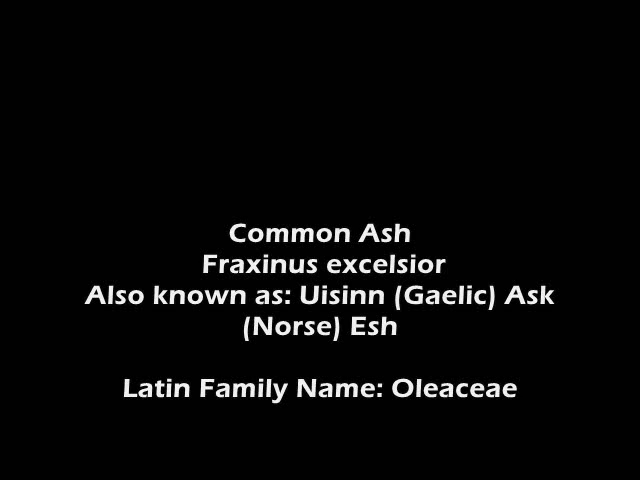 Common Ash
Fraxinus excelsior
Also known as: Uisinn (Gaelic) Ask
(Norse) Esh
Latin Family Name: Oleaceae